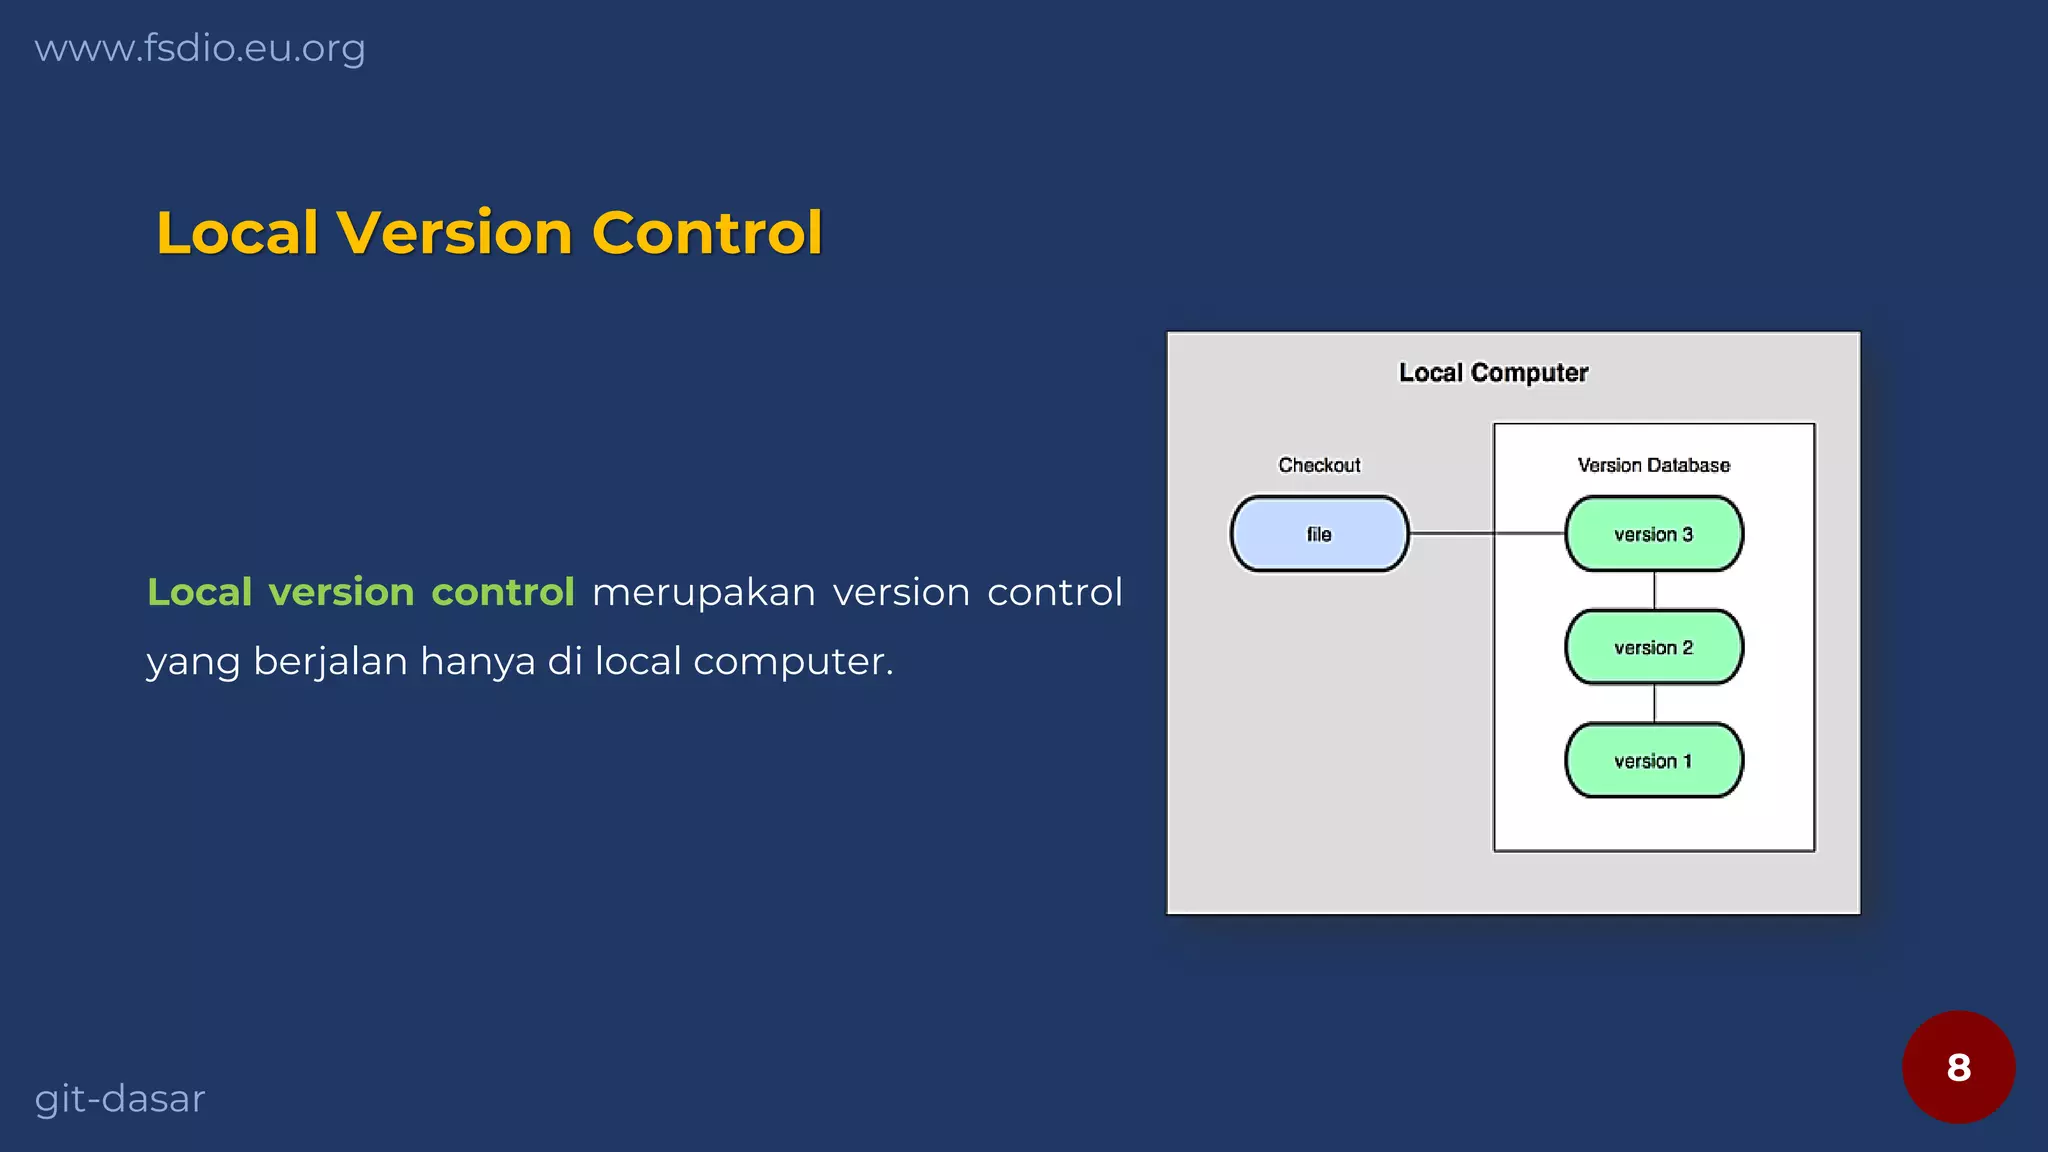 www.fsdio.eu.org
Local Version Control
Local version control merupakan version control
yang berjalan hanya di local computer.
Local Computer
Checkout
Version Database
file
version 3
version 2
version 1
8
git-dasar